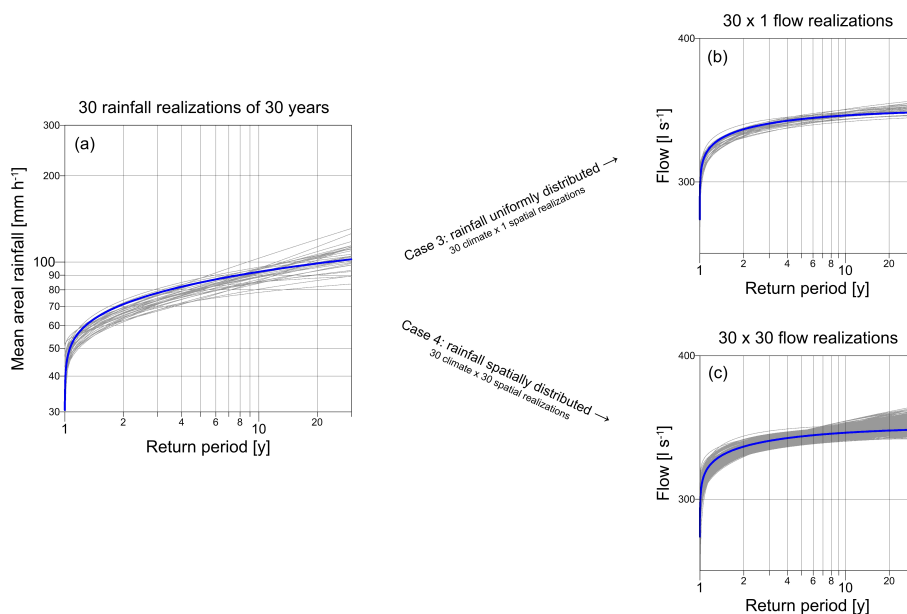 30 rainfall realizations of 30 years
(a)
300
200
100
90
80
70
60
50
40
30
Mean areal rainfall [mm h⁻¹]
1 2 4 6 8 10 20
Return period [y]
Case 3: rainfall uniformly distributed →
30 climate x 1 spatial realizations
Case 4: rainfall spatially distributed →
30 climate x 30 spatial realizations
30 x 1 flow realizations
(b)
400
300
Flow [l s⁻¹]
1 2 4 6 8 10 20
Return period [y]
30 x 30 flow realizations
(c)
400
300
Flow [l s⁻¹]
1 2 4 6 8 10 20
Return period [y]